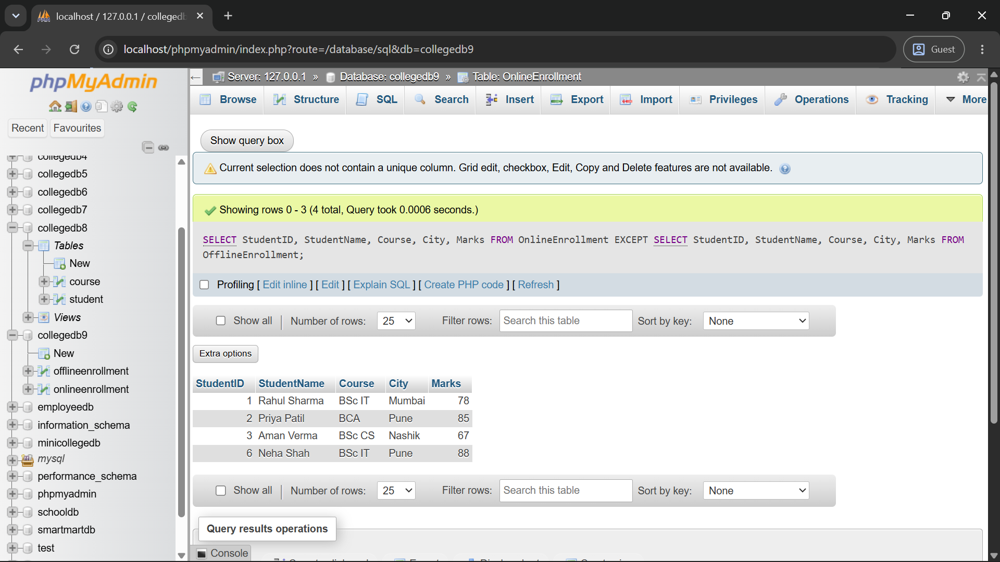 localhost / 127.0.0.1 / collegedb
localhost/phpmyadmin/index.php?route=/database/sql&db=collegedb9
Guest
phpMyAdmin
Recent
Favourites
collegedb4
collegedb5
collegedb6
collegedb7
collegedb8
Tables
New
course
student
Views
collegedb9
New
offlineenrollment
onlineenrollment
employeedb
information_schema
minicollegedb
mysql
performance_schema
phpmyadmin
schooldb
smartmartdb
test
Server: 127.0.0.1 » Database: collegedb9 » Table: OnlineEnrollment
Browse Structure SQL Search Insert Export Import Privileges Operations Tracking More
Show query box
Current selection does not contain a unique column. Grid edit, checkbox, Edit, Copy and Delete features are not available.
Showing rows 0 - 3 (4 total, Query took 0.0006 seconds.)
SELECT StudentID, StudentName, Course, City, Marks FROM OnlineEnrollment EXCEPT SELECT StudentID, StudentName, Course, City, Marks FROM
OfflineEnrollment;
Profiling [ Edit inline ] [ Edit ] [ Explain SQL ] [ Create PHP code ] [ Refresh ]
Show all Number of rows: 25 Filter rows: Search this table Sort by key: None
Extra options
StudentID StudentName Course City Marks
1 Rahul Sharma BSc IT Mumbai 78
2 Priya Patil BCA Pune 85
3 Aman Verma BSc CS Nashik 67
6 Neha Shah BSc IT Pune 88
Show all Number of rows: 25 Filter rows: Search this table Sort by key: None
Query results operations
Console